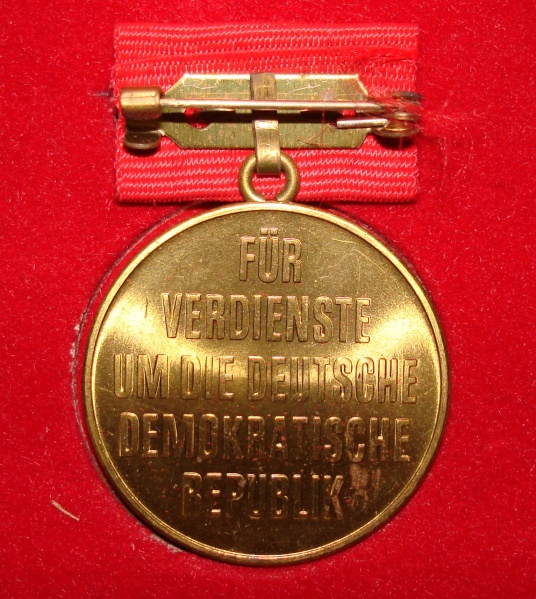 FÜR
VERDIENSTE
UM DIE DEUTSCHE
DEMOKRATISCHE
REPUBLIK